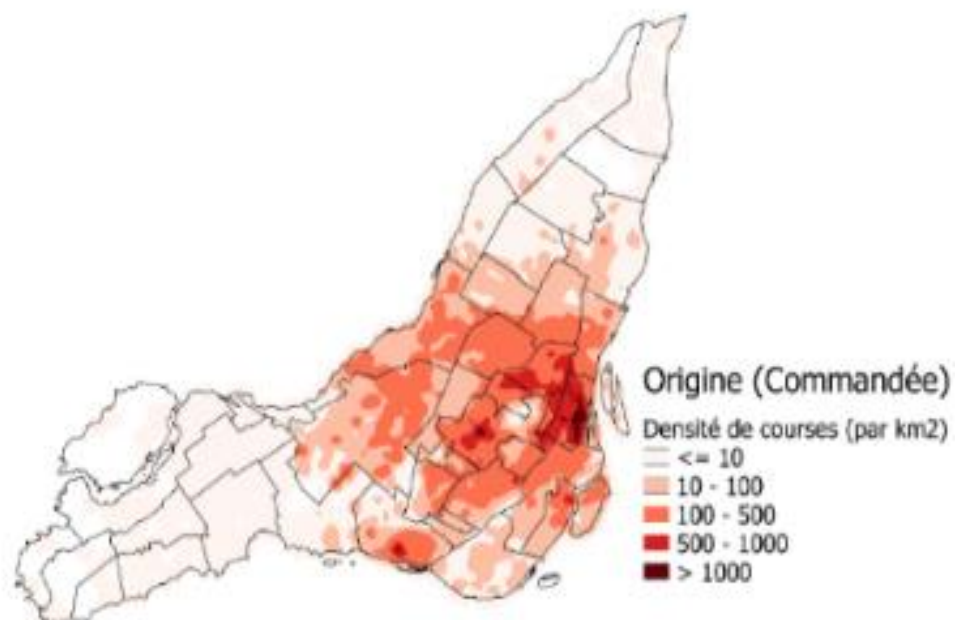 Origine (Commandée)
Densité de courses (par km2)
<= 10
10 - 100
100 - 500
500 - 1000
> 1000